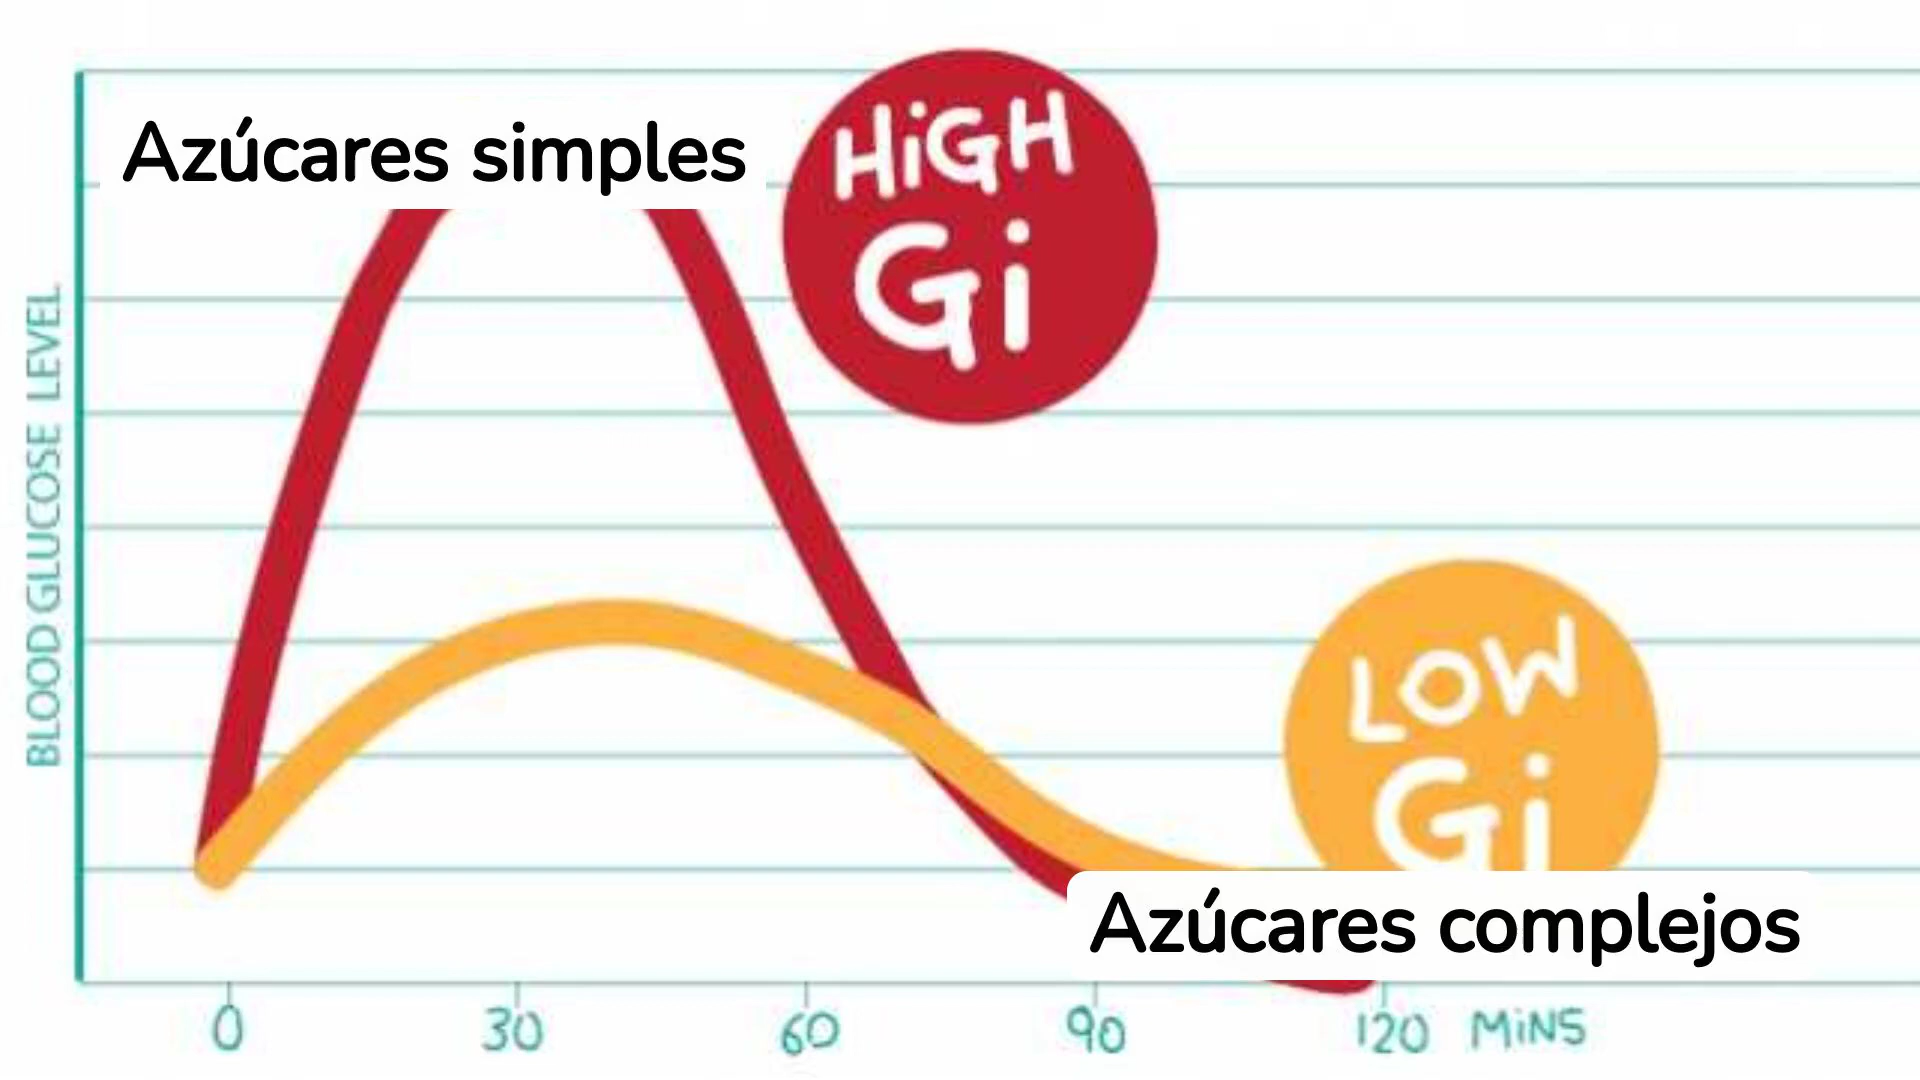 Azúcares simples
HiGH
Gi
BLOOD GLUCOSE LEVEL
LOW
Gi
Azúcares complejos
0 30 60 90 120 MiNS